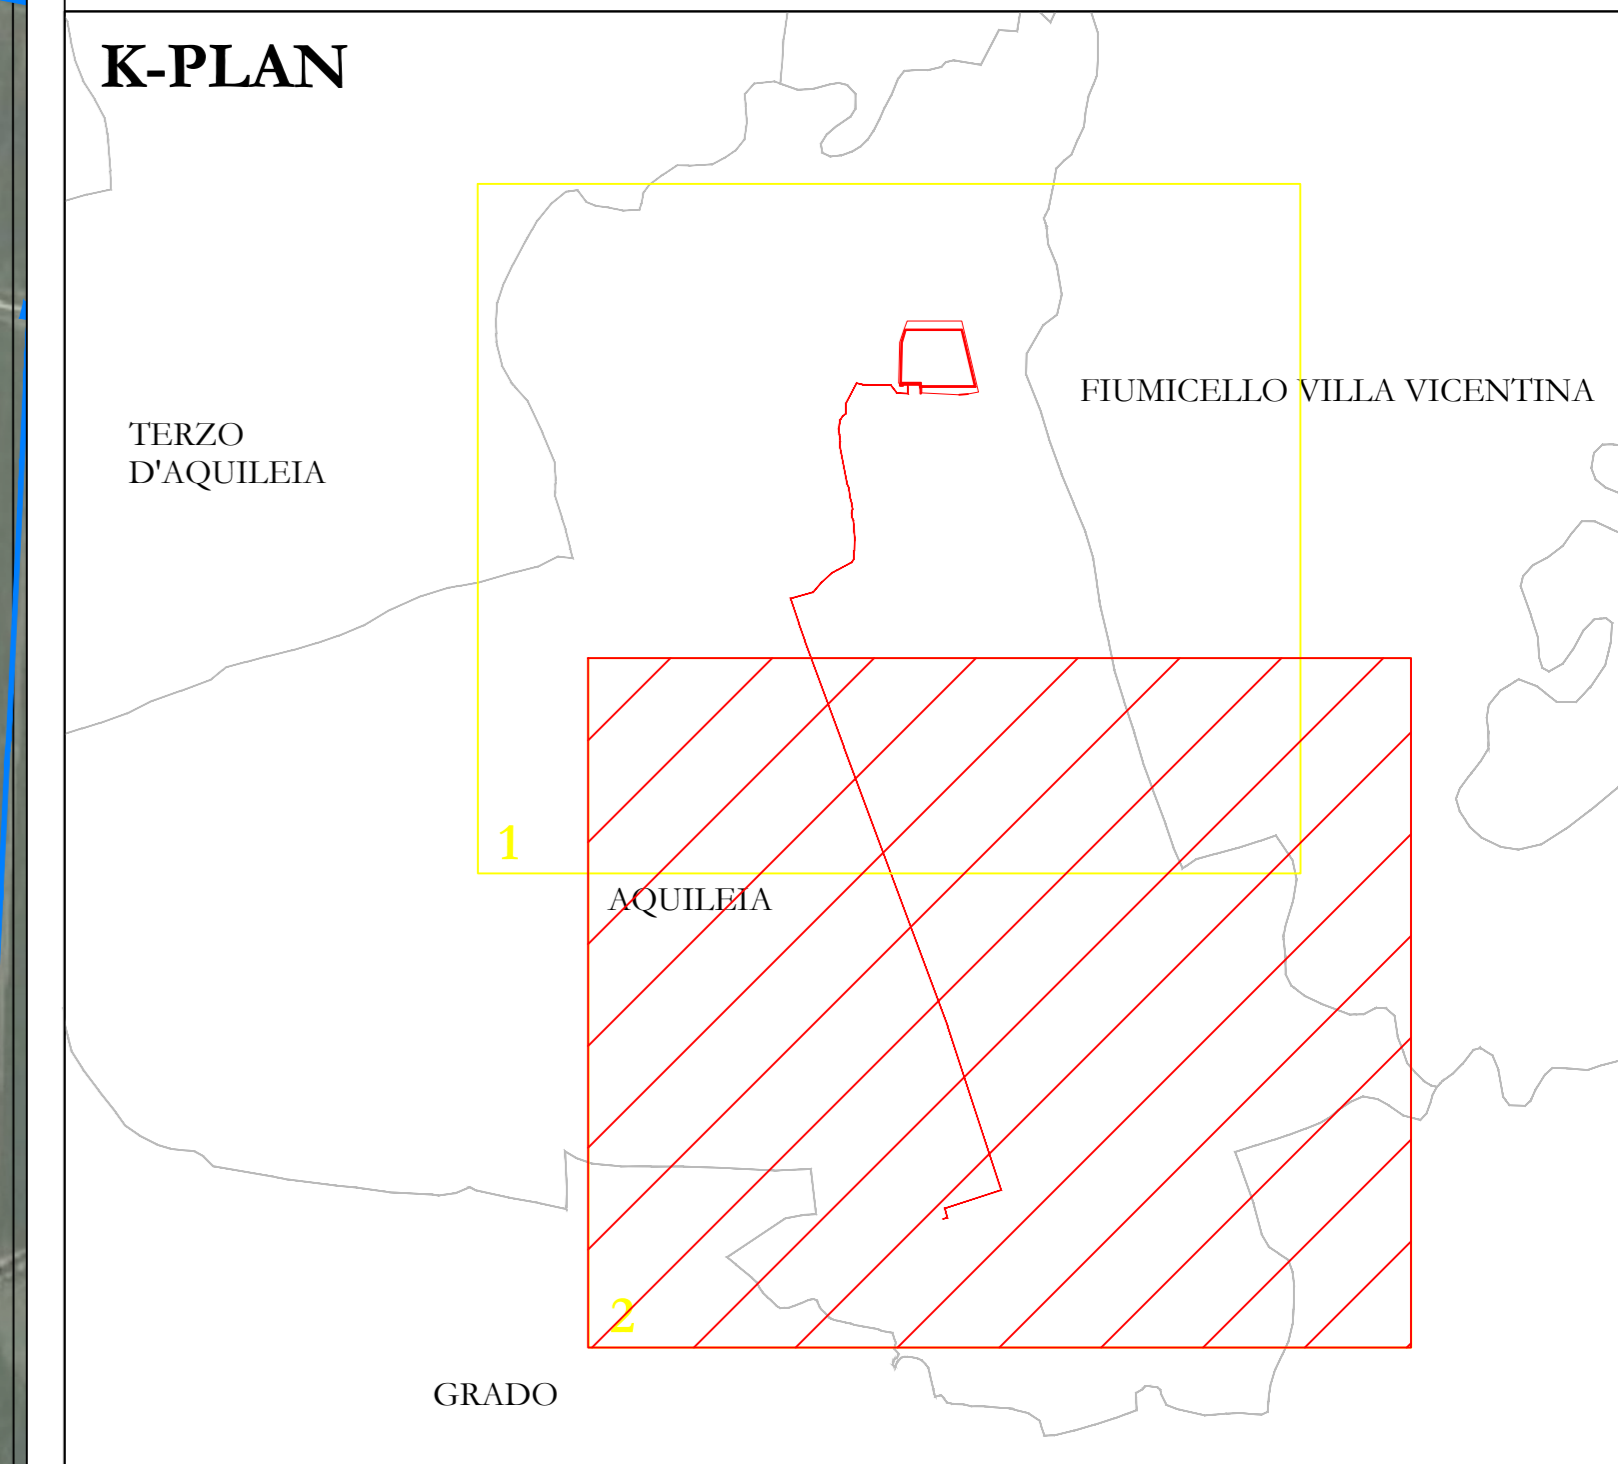 K-PLAN
FIUMICELLO VILLA VICENTINA
TERZO
D'AQUILEIA
1
AQUILEIA
2
GRADO